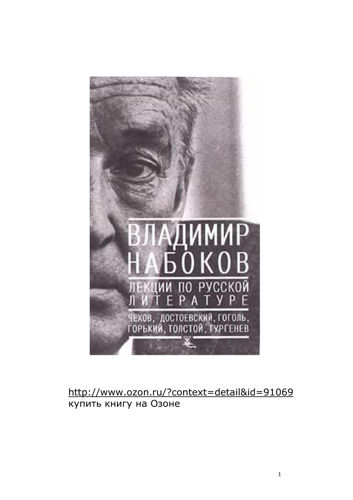 ВЛАДИМИР
НАБОКОВ
ЛЕКЦИИ ПО РУССКОЙ
ЛИТЕРАТУРЕ
ЧЕХОВ, ДОСТОЕВСКИЙ, ГОГОЛЬ,
ГОРЬКИЙ, ТОЛСТОЙ, ТУРГЕНЕВ
http://www.ozon.ru/?context=detail&id=91069
купить книгу на Озоне
1